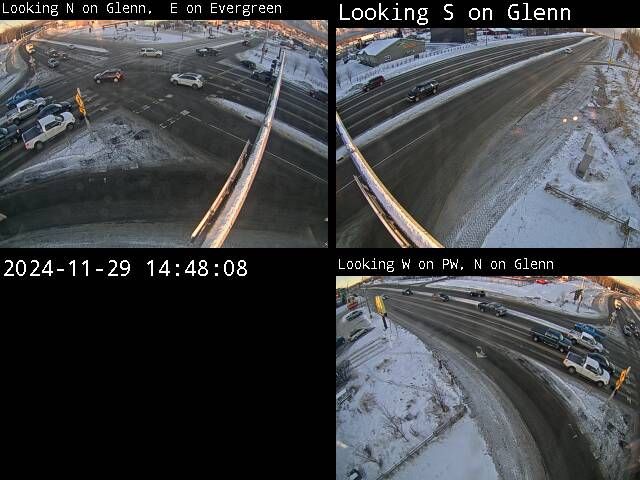 Looking N on Glenn,  E on Evergreen
Looking S on Glenn
2024-11-29 14:48:08
Looking W on PW, N on Glenn